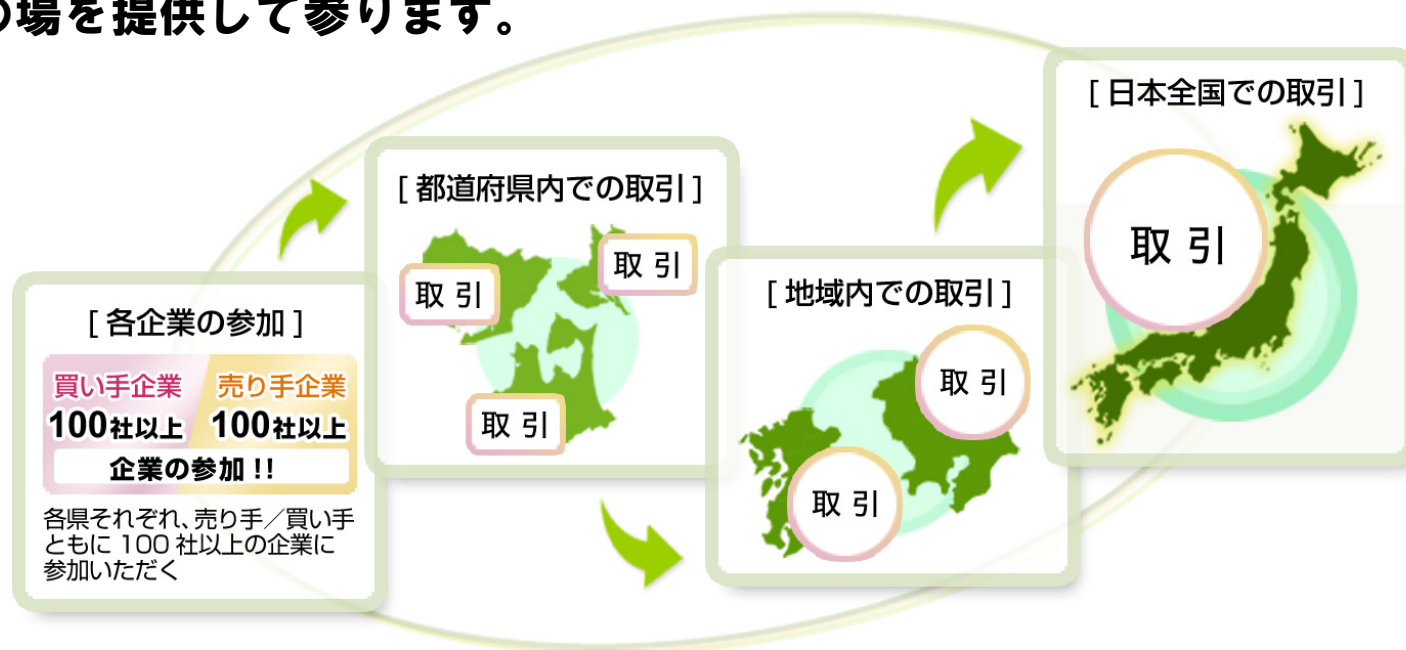 の場を提供して参ります。
[ 各企業の参加 ]
買い手企業 売り手企業
100社以上 100社以上
企業の参加 !!
各県それぞれ、売り手／買い手
ともに 100 社以上の企業に
参加いただく
[ 都道府県内での取引 ]
取 引
取 引
取 引
[ 地域内での取引 ]
取 引
取 引
[ 日本全国での取引 ]
取 引